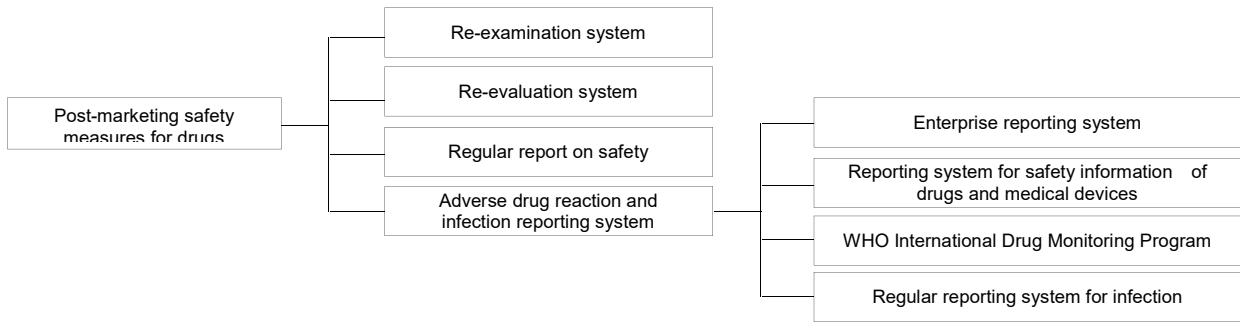 Re-examination system
Re-evaluation system
Post-marketing safety
measures for drugs
Enterprise reporting system
Regular report on safety
Reporting system for safety information of
drugs and medical devices
Adverse drug reaction and
infection reporting system
WHO International Drug Monitoring Program
Regular reporting system for infection